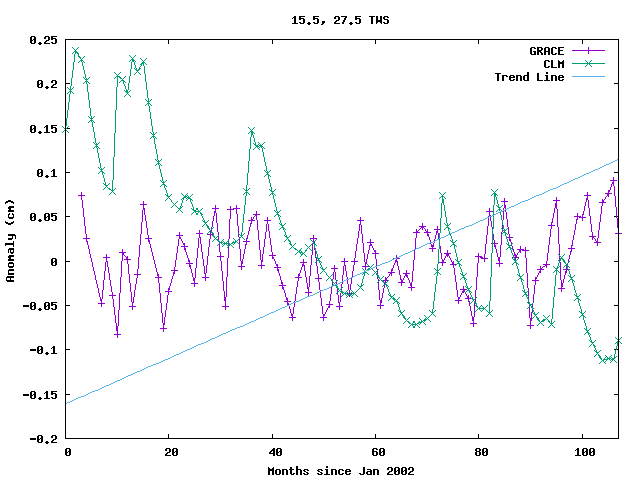 15.5, 27.5 TWS
GRACE
CLM
Trend Line
0.25
0.2
0.15
0.1
0.05
0
-0.05
-0.1
-0.15
-0.2
Anomaly (cm)
0 20 40 60 80 100
Months since Jan 2002